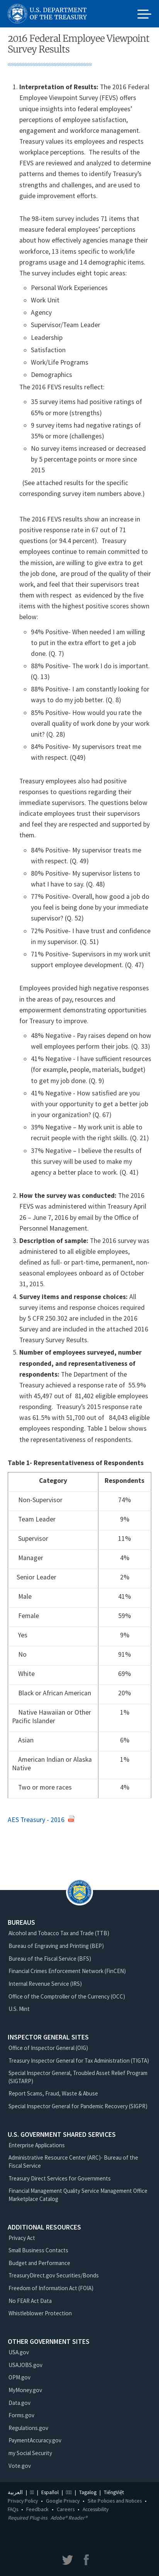 U.S. DEPARTMENT
OF THE TREASURY
2016 Federal Employee Viewpoint
Survey Results
1. Interpretation of Results: The 2016 Federal
Employee Viewpoint Survey (FEVS) offers
unique insights into federal employees'
perceptions of accountability,
engagement and workforce management.
Treasury values its employees and respects
workplace perceptions. The results of the
FEVS are reviewed and analyzed to determine
patterns and themes to identify Treasury's
strengths and challenges, and are used to
guide improvement efforts.
The 98-item survey includes 71 items that
measure federal employees' perceptions
about how effectively agencies manage their
workforce, 13 items specific to work/life
programs usage and 14 demographic items.
The survey includes eight topic areas:
○ Personal Work Experiences
○ Work Unit
○ Agency
○ Supervisor/Team Leader
○ Leadership
○ Satisfaction
○ Work/Life Programs
○ Demographics
The 2016 FEVS results reflect:
○ 35 survey items had positive ratings of
65% or more (strengths)
○ 9 survey items had negative ratings of
35% or more (challenges)
○ No survey items increased or decreased
by 5 percentage points or more since
2015
(See attached results for the specific
corresponding survey item numbers above.)
The 2016 FEVS results show an increase in
positive response rate in 67 out of 71
questions (or 94.4 percent). Treasury
employees continue to remain committed to
our mission, are willing to give extra to get
the job done, are proud of the quality of their
work, and indicate that their supervisors treat
them with respect as evidenced by the five
items with the highest positive responses shown
below:
○ 94% Positive- When needed I am willing
to put in the extra effort to get a job
done. (Q. 7)
○ 88% Positive- The work I do is important.
(Q. 13)
○ 88% Positive- I am constantly looking for
ways to do my job better. (Q. 8)
○ 85% Positive- How would you rate the
overall quality of work done by your work
unit? (Q. 28)
○ 84% Positive- My supervisors treats me
with respect. (Q49)
Treasury employees also had positive
responses to questions regarding their
immediate supervisors. The questions below
indicate employees trust their supervisors
and are supported and respected by
them.
○ 84% Positive- My supervisor treats me
with respect. (Q. 49)
○ 80% Positive- My supervisor listens to
what I have to say. (Q. 48)
○ 77% Positive- Overall, how good a job do
you feel is being done by your immediate
supervisor? (Q. 52)
○ 72% Positive- I have trust and confidence
in my supervisor. (Q. 51)
○ 71% Positive- Supervisors in my work unit
support employee development. (Q. 47)
Employees provided high negative responses
in the areas of pay, resources and
empowerment demonstrating opportunities
for Treasury to improve.
○ 48% Negative - Pay raises depend on how
well employees perform their jobs. (Q. 33)
○ 41% Negative - I have sufficient resources
(for example, people, materials, budget)
to get my job done. (Q. 9)
○ 41% Negative - How satisfied are you
with your opportunity to get a better job
in your organization? (Q. 67)
○ 39% Negative – My work unit is able to
recruit people with the right skills. (Q. 21)
○ 37% Negative – I believe the results of
this survey will be used to make my
agency a better place to work. (Q. 41)
2. How the survey was conducted: The 2016
FEVS was administered within Treasury April
26 – June 7, 2016 by email by the Office of
Personnel Management.
3. Description of sample: The 2016 survey was
administered to all eligible employees,
defined as full- or part-time, permanent, non-
seasonal employees onboard as of October
31, 2015.
4. Survey items and response choices: All
survey items and response choices required
by 5 CFR 250.302 are included in the 2016
Survey and are included in the attached 2016
Treasury Survey Results.
5. Number of employees surveyed, number
responded, and representativeness of
respondents: The Department of the
Treasury achieved a response rate of 55.9%
with 45,497 out of 81,402 eligible employees
responding. Treasury's 2015 response rate
was 61.5% with 51,700 out of 84,043 eligible
employees responding. Table 1 below shows
the representativeness of respondents.
Table 1- Representativeness of Respondents
Category Respondents
Non-Supervisor 74%
Team Leader 9%
Supervisor 11%
Manager 4%
Senior Leader 2%
Male 41%
Female 59%
Yes 9%
No 91%
White 69%
Black or African American 20%
Native Hawaiian or Other 1%
Pacific Islander
Asian 6%
American Indian or Alaska 1%
Native
Two or more races 4%
AES Treasury - 2016
BUREAUS
Alcohol and Tobacco Tax and Trade (TTB)
Bureau of Engraving and Printing (BEP)
Bureau of the Fiscal Service (BFS)
Financial Crimes Enforcement Network (FinCEN)
Internal Revenue Service (IRS)
Office of the Comptroller of the Currency (OCC)
U.S. Mint
INSPECTOR GENERAL SITES
Office of Inspector General (OIG)
Treasury Inspector General for Tax Administration (TIGTA)
Special Inspector General, Troubled Asset Relief Program
(SIGTARP)
Report Scams, Fraud, Waste & Abuse
Special Inspector General for Pandemic Recovery (SIGPR)
U.S. GOVERNMENT SHARED SERVICES
Enterprise Applications
Administrative Resource Center (ARC)- Bureau of the
Fiscal Service
Treasury Direct Services for Governments
Financial Management Quality Service Management Office
Marketplace Catalog
ADDITIONAL RESOURCES
Privacy Act
Small Business Contacts
Budget and Performance
TreasuryDirect.gov Securities/Bonds
Freedom of Information Act (FOIA)
No FEAR Act Data
Whistleblower Protection
OTHER GOVERNMENT SITES
USA.gov
USAJOBS.gov
OPM.gov
MyMoney.gov
Data.gov
Forms.gov
Regulations.gov
PaymentAccuracy.gov
my Social Security
Vote.gov
العربية | | Español | | Tagalog | TiếngViệt
Privacy Policy • Google Privacy • Site Policies and Notices •
FAQs • Feedback • Careers • Accessibility
Required Plug-ins Adobe® Reader®